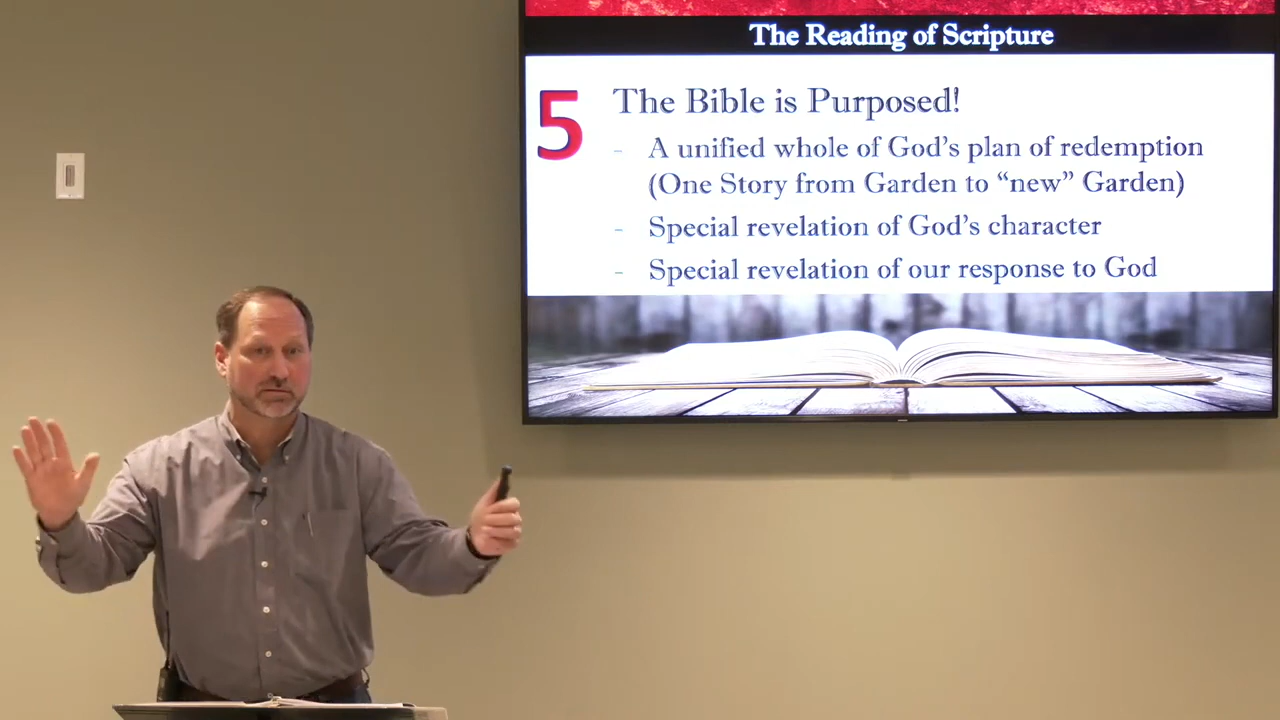 The Reading of Scripture
5 The Bible is Purposed!
- A unified whole of God's plan of redemption
(One Story from Garden to “new” Garden)
- Special revelation of God's character
- Special revelation of our response to God